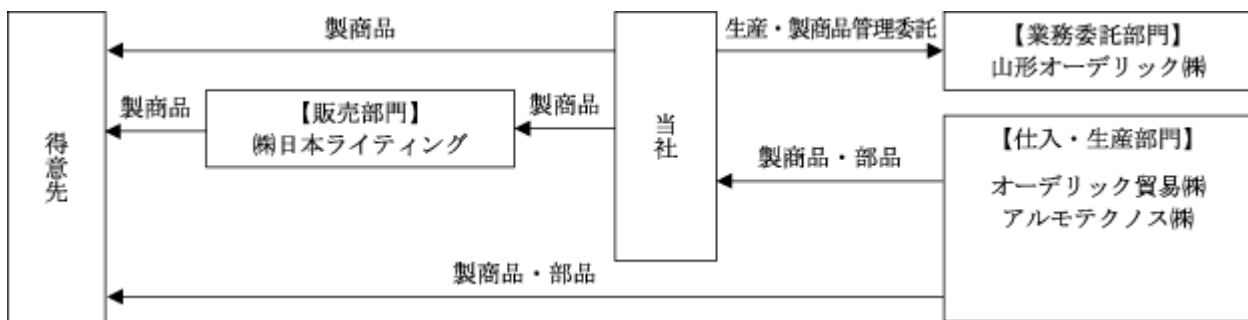 製商品
生産・製商品管理委託
【業務委託部門】
山形オーデリック㈱
製商品
【販売部門】
㈱日本ライティング
製商品
得意先
当社
【仕入・生産部門】
製商品・部品
オーデリック貿易㈱
アルモテクノス㈱
製商品・部品